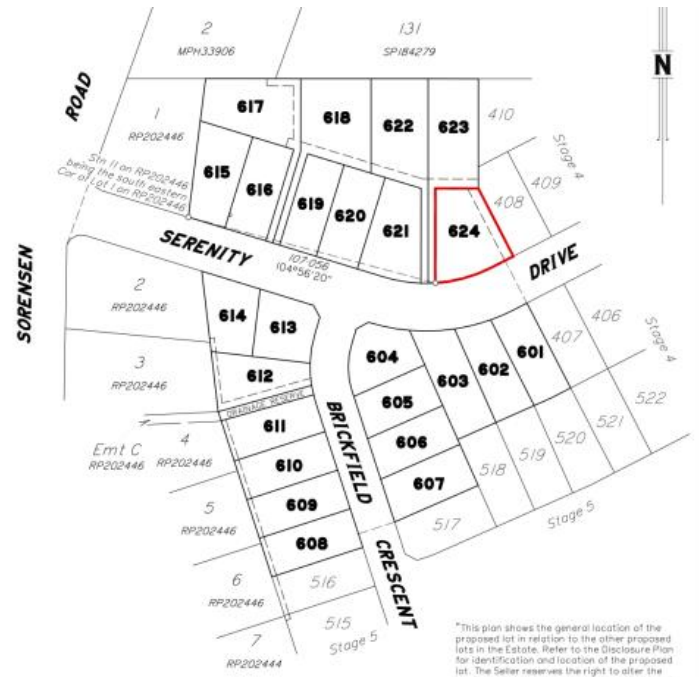 2
MPH33906
131
SP184279
N
ROAD
617
618
622
623
410
1
RP202446
Stage 4
615
616
409
Stn II on RP202446
being the south eastern
Cor of Lot I on RP202446
619
620
621
408
624
SERENITY
DRIVE
107·056
104°56'20"
SORENSEN
2
RP202446
614
613
406
407
Stage 4
604
603
602
601
3
RP202446
612
605
522
DRAINAGE RESERVE
BRICKFIELD
611
606
521
Emt C
RP202446
4
RP202446
520
610
607
519
518
5
RP202446
609
517
Stage 5
608
CRESCENT
6
RP202446
516
515
Stage 5
7
RP202444
"This plan shows the general location of the
proposed lot in relation to the other proposed
lots in the Estate. Refer to the Disclosure Plan
for identification and location of the proposed
lot. The Seller reserves the right to alter the